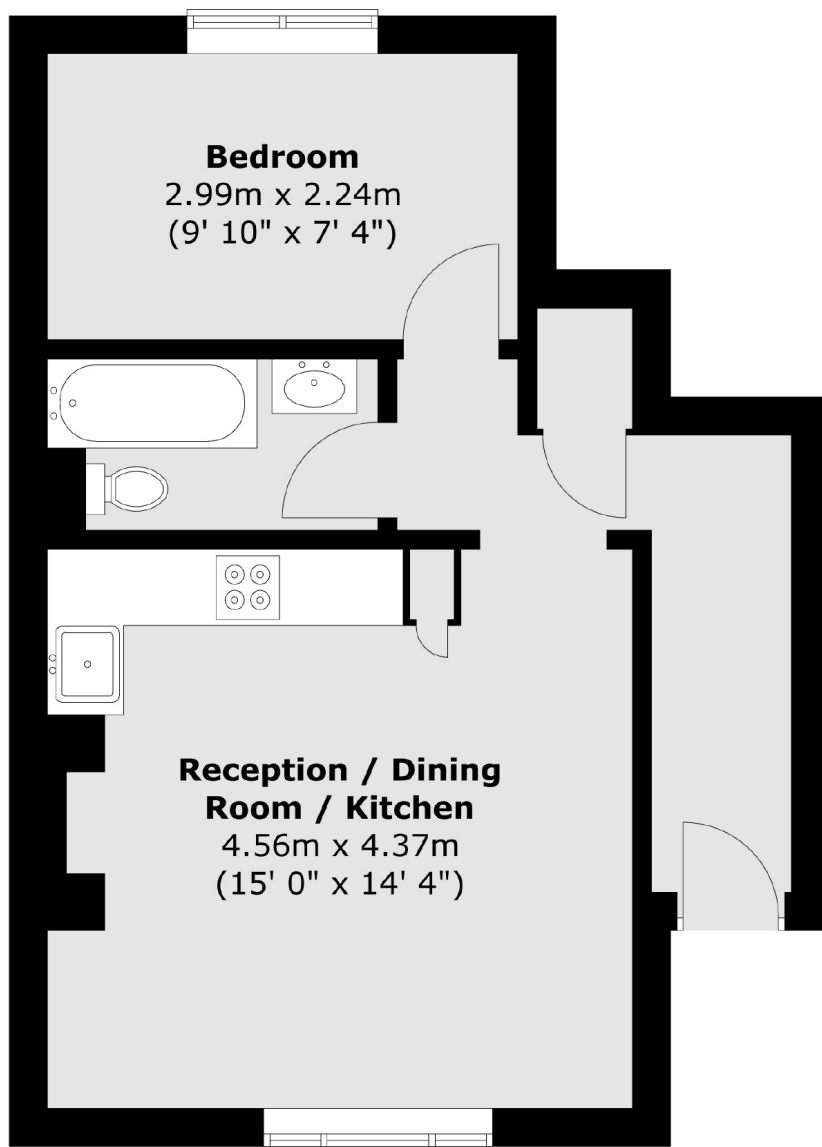 Bedroom
2.99m x 2.24m
(9' 10" x 7' 4")
Reception / Dining
Room / Kitchen
4.56m x 4.37m
(15' 0" x 14' 4")